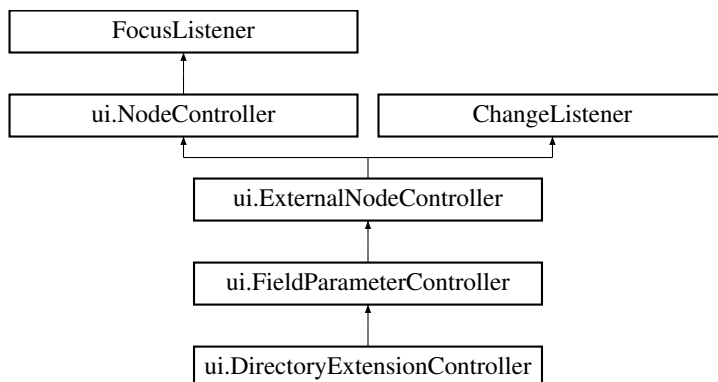 FocusListener
ui.NodeController
ChangeListener
ui.ExternalNodeController
ui.FieldParameterController
ui.DirectoryExtensionController